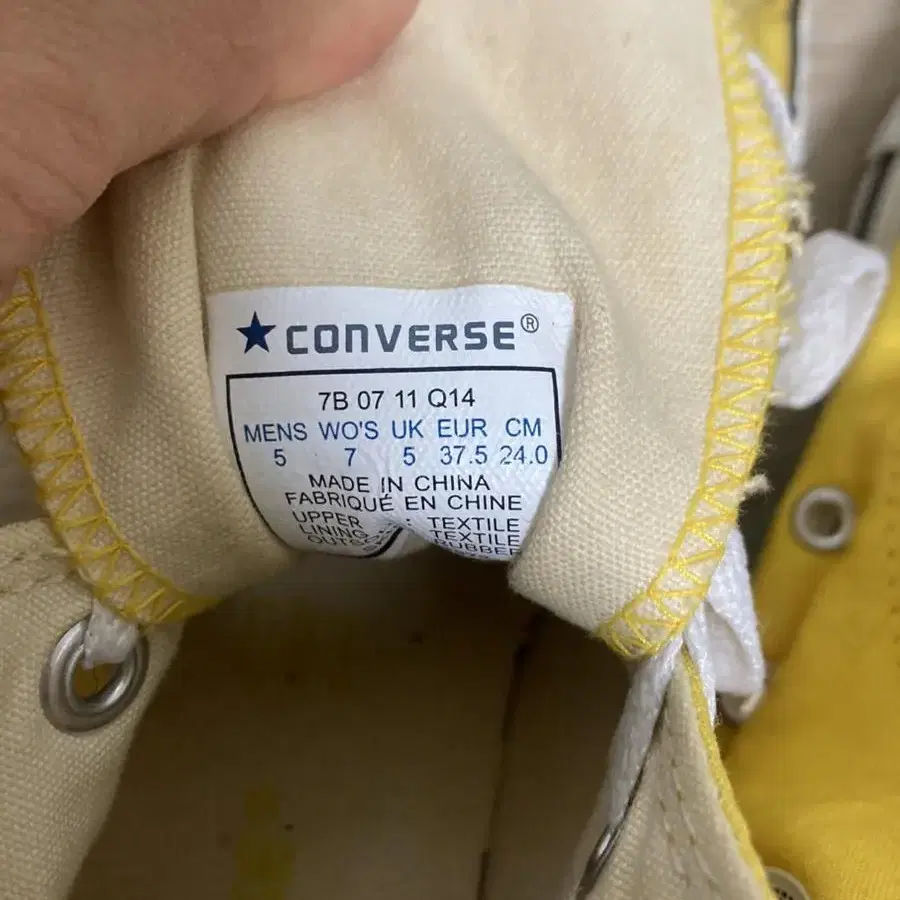 CONVERSE®
7B 07 11 Q14
MENS WO'S UK EUR CM
5 7 5 37.5 24.0
MADE IN CHINA
FABRIQUÉ EN CHINE
UPPER : TEXTILE
LINING : TEXTILE
RUBBER